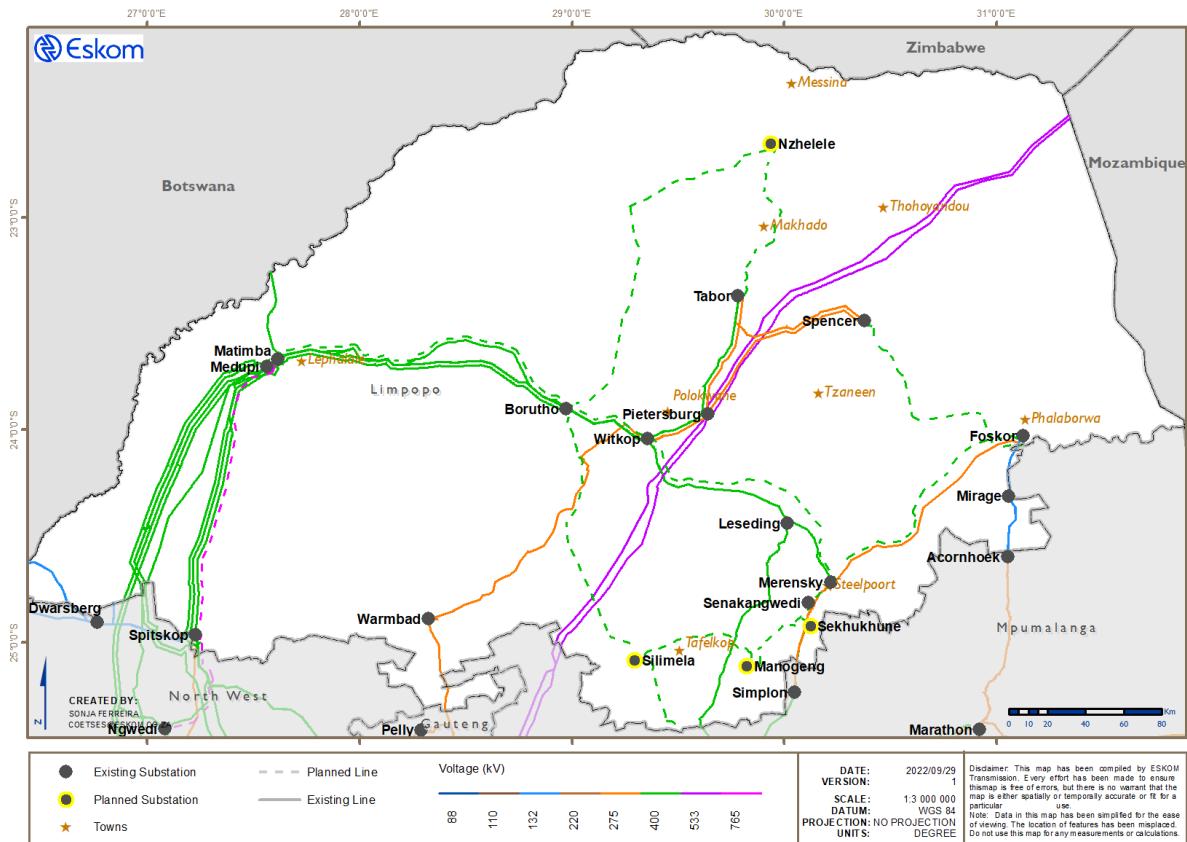 27°0'0"E
28°0'0"E
29°0'0"E
30°0'0"E
31°0'0"E
Eskom
Zimbabwe
Messina
Nzhelele
Mozambique
Botswana
23°0'0"S
Thohoyandou
Makhado
Tabor
Spencer
Matimba
Medupi
Lephalale
Limpopo
Tzaneen
Polokwane
Borutho
Pietersburg
Phalaborwa
24°0'0"S
Witkop
Foskor
Mirage
Leseding
Acornhoek
Merensky
Steelpoort
Senakangwedi
Dwarsberg
Warmbad
Sekhukhune
Spitskop
Mpumalanga
25°0'0"S
Tafelkop
Silimela
Manogeng
Simplon
North West
CREATED BY:
SONJA FERREIRA
Gauteng
N
Km
0 10 20 40 60 80
Ngwedi
Pelly
Marathon
Existing Substation
Planned Substation
Towns
Planned Line
Existing Line
Voltage (kV)
88
110
132
220
275
400
533
765
DATE: 2022/09/29
VERSION: 1
SCALE: 1:3 000 000
DATUM: WGS 84
PROJECTION: NO PROJECTION
UNITS: DEGREE
Disclaimer: This map has been compiled by ESKOM
Transmission. Every effort has been made to ensure
thismap is free of errors, but there is no warrant that the
map is either spatially or temporally accurate or fit for a
particular use.
Note: Data in this map has been simplified for the ease
of viewing. The location of features has been misplaced.
Do not use this map for any measurements or calculations.